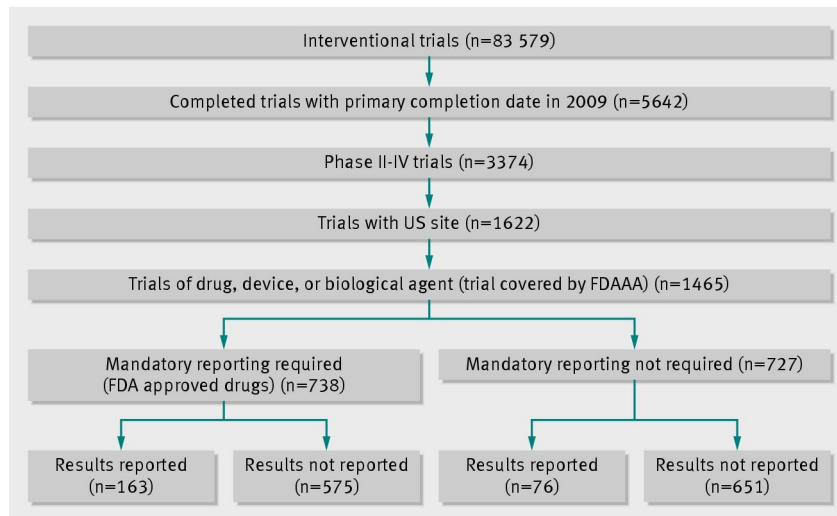 Interventional trials (n=83 579)
Completed trials with primary completion date in 2009 (n=5642)
Phase II-IV trials (n=3374)
Trials with US site (n=1622)
Trials of drug, device, or biological agent (trial covered by FDAAA) (n=1465)
Mandatory reporting required
(FDA approved drugs) (n=738)
Mandatory reporting not required (n=727)
Results reported
(n=163)
Results not reported
(n=575)
Results reported
(n=76)
Results not reported
(n=651)